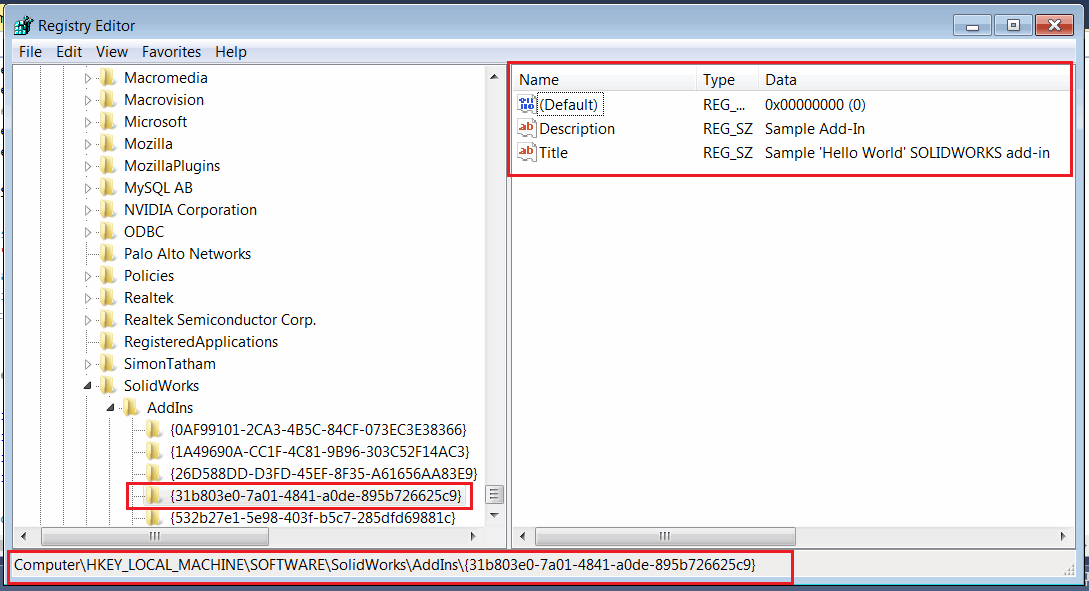 Registry Editor
File Edit View Favorites Help
Macromedia
Macrovision
Microsoft
Mozilla
MozillaPlugins
MySQL AB
NVIDIA Corporation
ODBC
Palo Alto Networks
Policies
Realtek
Realtek Semiconductor Corp.
RegisteredApplications
SimonTatham
SolidWorks
AddIns
{0AF99101-2CA3-4B5C-84CF-073EC3E38366}
{1A49690A-CC1F-4C81-9B96-303C52F14AC3}
{26D588DD-D3FD-45EF-8F35-A61656AA83E9}
{31b803e0-7a01-4841-a0de-895b726625c9}
{532b27e1-5e98-403f-b5c7-285dfd69881c}
Name Type Data
(Default) REG_... 0x00000000 (0)
Description REG_SZ Sample Add-In
Title REG_SZ Sample 'Hello World' SOLIDWORKS add-in
Computer\HKEY_LOCAL_MACHINE\SOFTWARE\SolidWorks\AddIns\{31b803e0-7a01-4841-a0de-895b726625c9}